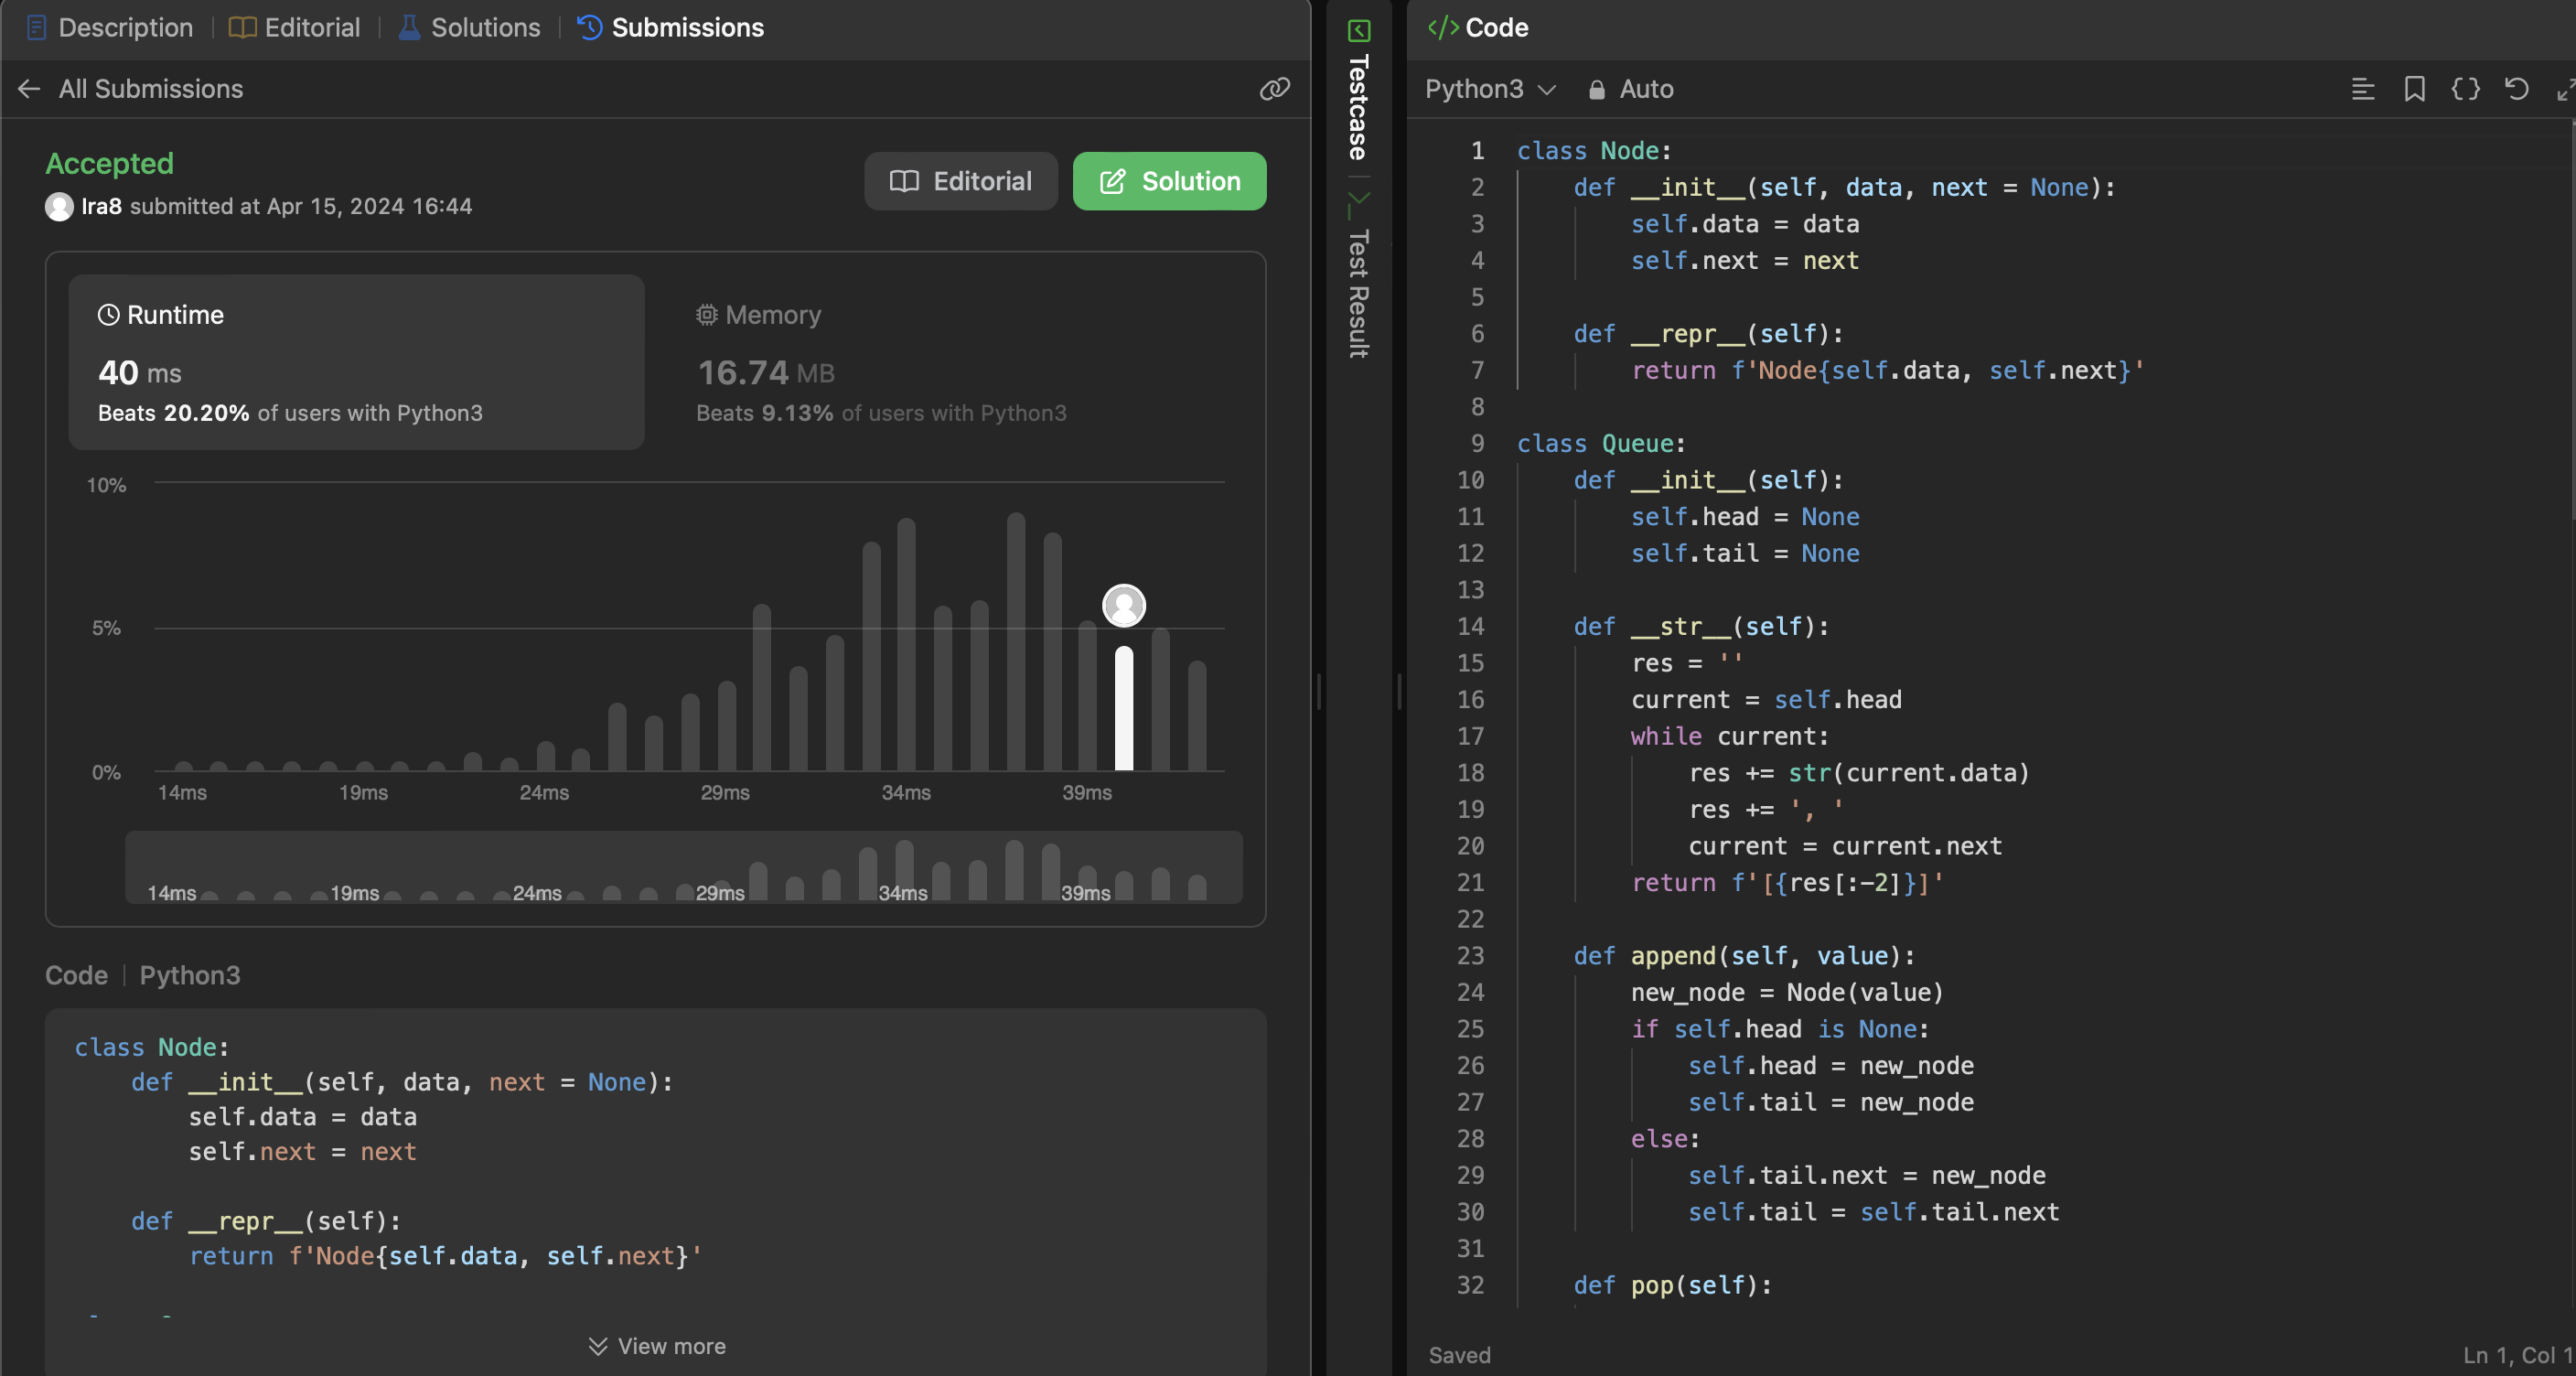 Description | Editorial | Solutions | Submissions
All Submissions
Accepted
Ira8 submitted at Apr 15, 2024 16:44
Editorial
Solution
Runtime
40 ms
Beats 20.20% of users with Python3
Memory
16.74 MB
Beats 9.13% of users with Python3
10%
5%
0%
14ms 19ms 24ms 29ms 34ms 39ms
14ms 19ms 24ms 29ms 34ms 39ms
Code | Python3
class Node:
    def __init__(self, data, next = None):
        self.data = data
        self.next = next

    def __repr__(self):
        return f'Node{self.data, self.next}'
View more
Testcase
Test Result
</> Code
Python3
Auto
1 class Node:
2     def __init__(self, data, next = None):
3         self.data = data
4         self.next = next
5
6     def __repr__(self):
7         return f'Node{self.data, self.next}'
8
9 class Queue:
10     def __init__(self):
11         self.head = None
12         self.tail = None
13
14     def __str__(self):
15         res = ''
16         current = self.head
17         while current:
18             res += str(current.data)
19             res += ', '
20             current = current.next
21         return f'[{res[:-2]}]'
22
23     def append(self, value):
24         new_node = Node(value)
25         if self.head is None:
26             self.head = new_node
27             self.tail = new_node
28         else:
29             self.tail.next = new_node
30             self.tail = self.tail.next
31
32     def pop(self):
Saved
Ln 1, Col 1